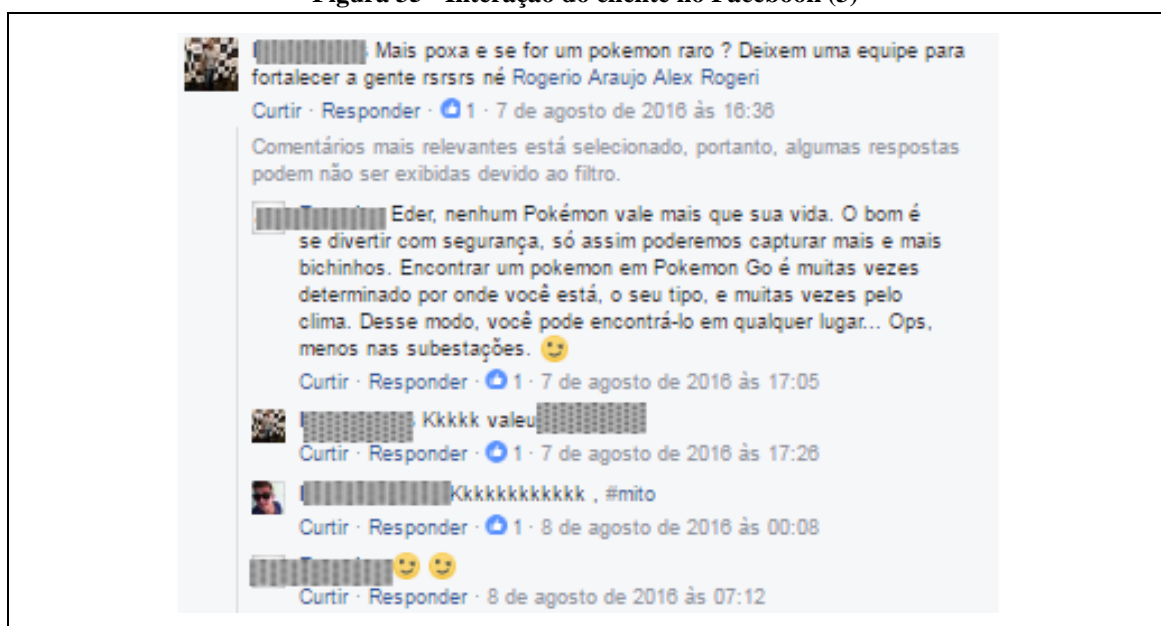 Figura 33 - Interação do cliente no Facebook (3)
Mais poxa e se for um pokemon raro ? Deixem uma equipe para
fortalecer a gente rsrsrs né Rogerio Araujo Alex Rogeri
Curtir · Responder · 1 · 7 de agosto de 2016 às 16:36
Comentários mais relevantes está selecionado, portanto, algumas respostas
podem não ser exibidas devido ao filtro.
Eder, nenhum Pokémon vale mais que sua vida. O bom é
se divertir com segurança, só assim poderemos capturar mais e mais
bichinhos. Encontrar um pokemon em Pokemon Go é muitas vezes
determinado por onde você está, o seu tipo, e muitas vezes pelo
clima. Desse modo, você pode encontrá-lo em qualquer lugar... Ops,
menos nas subestações. 😉
Curtir · Responder · 1 · 7 de agosto de 2016 às 17:05
Kkkkk valeu
Curtir · Responder · 1 · 7 de agosto de 2016 às 17:26
Kkkkkkkkkkkk , #mito
Curtir · Responder · 1 · 8 de agosto de 2016 às 00:08
😉 😉
Curtir · Responder · 8 de agosto de 2016 às 07:12